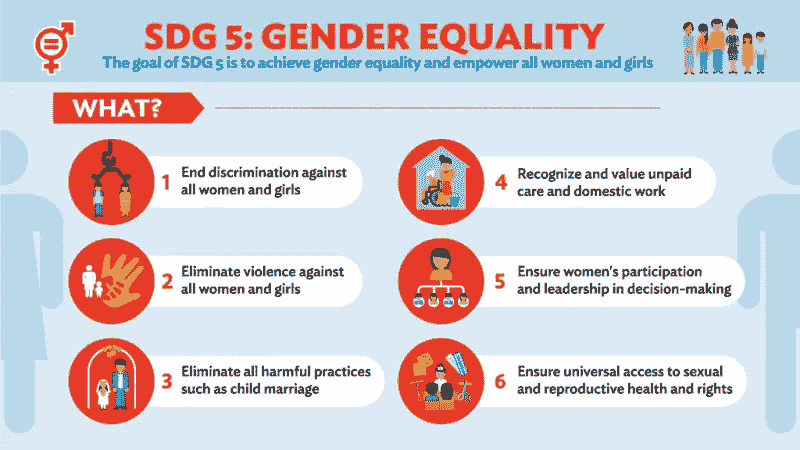 SDG 5: GENDER EQUALITY
The goal of SDG 5 is to achieve gender equality and empower all women and girls
WHAT?
1
End discrimination against
all women and girls
2
Eliminate violence against
all women and girls
3
Eliminate all harmful practices
such as child marriage
4
Recognize and value unpaid
care and domestic work
5
Ensure women's participation
and leadership in decision-making
6
Ensure universal access to sexual
and reproductive health and rights